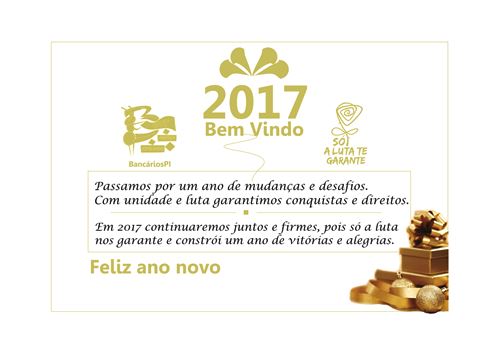 2017
Bem Vindo
BancáriosPI
SÓ
A LUTA TE
GARANTE
Passamos por um ano de mudanças e desafios.
Com unidade e luta garantimos conquistas e direitos.
Em 2017 continuaremos juntos e firmes, pois só a luta
nos garante e constrói um ano de vitórias e alegrias.
Feliz ano novo